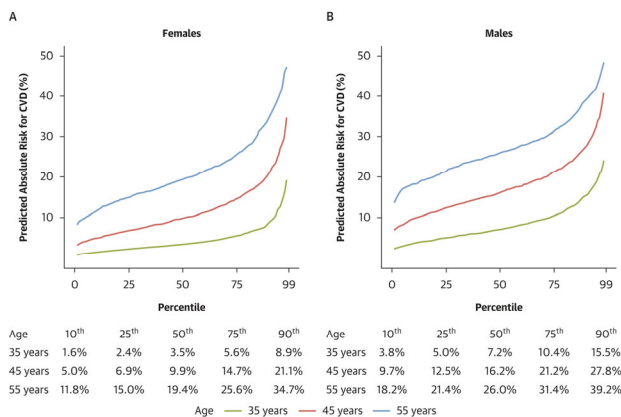 A
Females
Predicted Absolute Risk for CVD (%)
50
40
30
20
10
0 25 50 75 99
Percentile
Age 10th 25th 50th 75th 90th
35 years 1.6% 2.4% 3.5% 5.6% 8.9%
45 years 5.0% 6.9% 9.9% 14.7% 21.1%
55 years 11.8% 15.0% 19.4% 25.6% 34.7%
B
Males
Predicted Absolute Risk for CVD (%)
50
40
30
20
10
0 25 50 75 99
Percentile
Age 10th 25th 50th 75th 90th
35 years 3.8% 5.0% 7.2% 10.4% 15.5%
45 years 9.7% 12.5% 16.2% 21.2% 27.8%
55 years 18.2% 21.4% 26.0% 31.4% 39.2%
Age 35 years 45 years 55 years